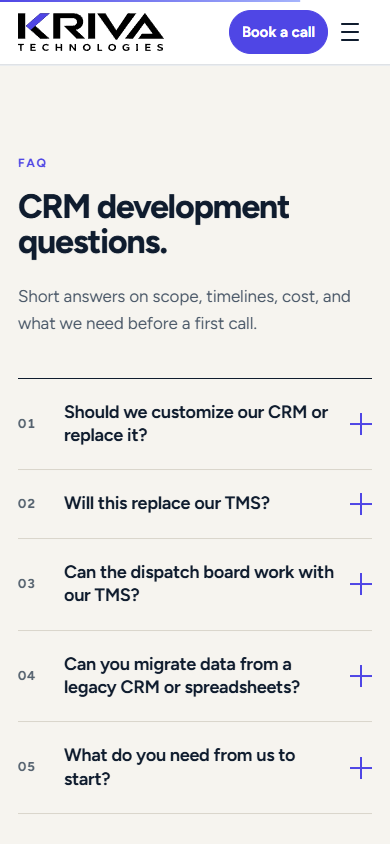 KRIVA
TECHNOLOGIES
Book a call
FAQ
CRM development
questions.
Short answers on scope, timelines, cost, and
what we need before a first call.
01
Should we customize our CRM or
replace it?
02
Will this replace our TMS?
03
Can the dispatch board work with
our TMS?
04
Can you migrate data from a
legacy CRM or spreadsheets?
05
What do you need from us to
start?